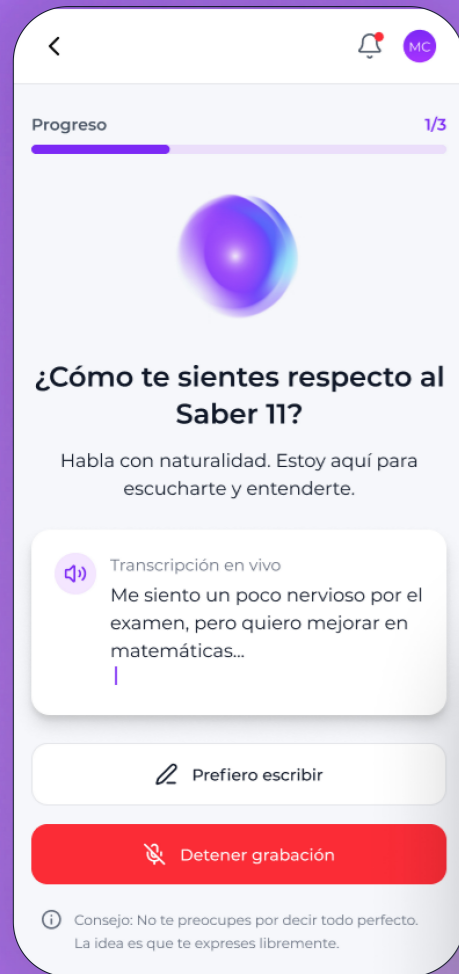 MC
Progreso 1/3
¿Cómo te sientes respecto al
Saber 11?
Habla con naturalidad. Estoy aquí para
escucharte y entenderte.
Transcripción en vivo
Me siento un poco nervioso por el
examen, pero quiero mejorar en
matemáticas...
Prefiero escribir
Detener grabación
Consejo: No te preocupes por decir todo perfecto.
La idea es que te expreses libremente.